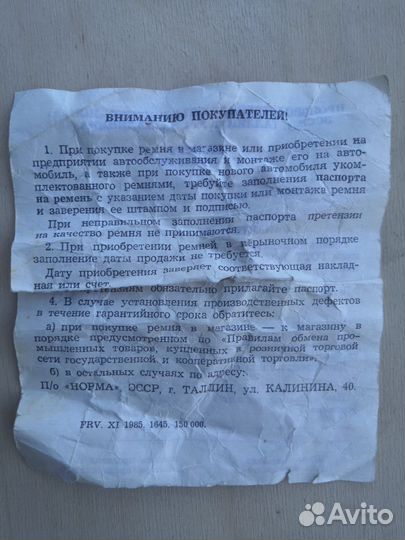 ВНИМАНИЮ ПОКУПАТЕЛЕЙ!
1. При покупке ремня в магазине или приобретении на
предприятии автообслуживания и монтаже его на авто-
мобиль, а также при покупке нового автомобиля уком-
плектованного ремнями, требуйте заполнения паспорта
на ремень с указанием даты покупки или монтажа ремня
и заверения ее штампом и подписью.
При неправильном заполнении паспорта претензии
на качество ремня не принимаются.
2. При приобретении ремней в нерыночном порядке
заполнение даты продажи не требуется.
Дату приобретения заверяет соответствующая наклад-
ная или счет.
претензиям обязательно прилагайте паспорт.
4. В случае установления производственных дефектов
в течение гарантийного срока обратитесь:
а) при покупке ремня в магазине — к магазину в
порядке предусмотренном по «Правилам обмена про-
мышленных товаров, купленных в розничной торговой
сети государственной и кооперативной торговли»,
б) в остальных случаях по адресу:
П/о «НОРМА», ЭССР, г. ТАЛЛИН, ул. КАЛИНИНА, 40.
PRV. XI 1985. 1645. 150 000.
Avito